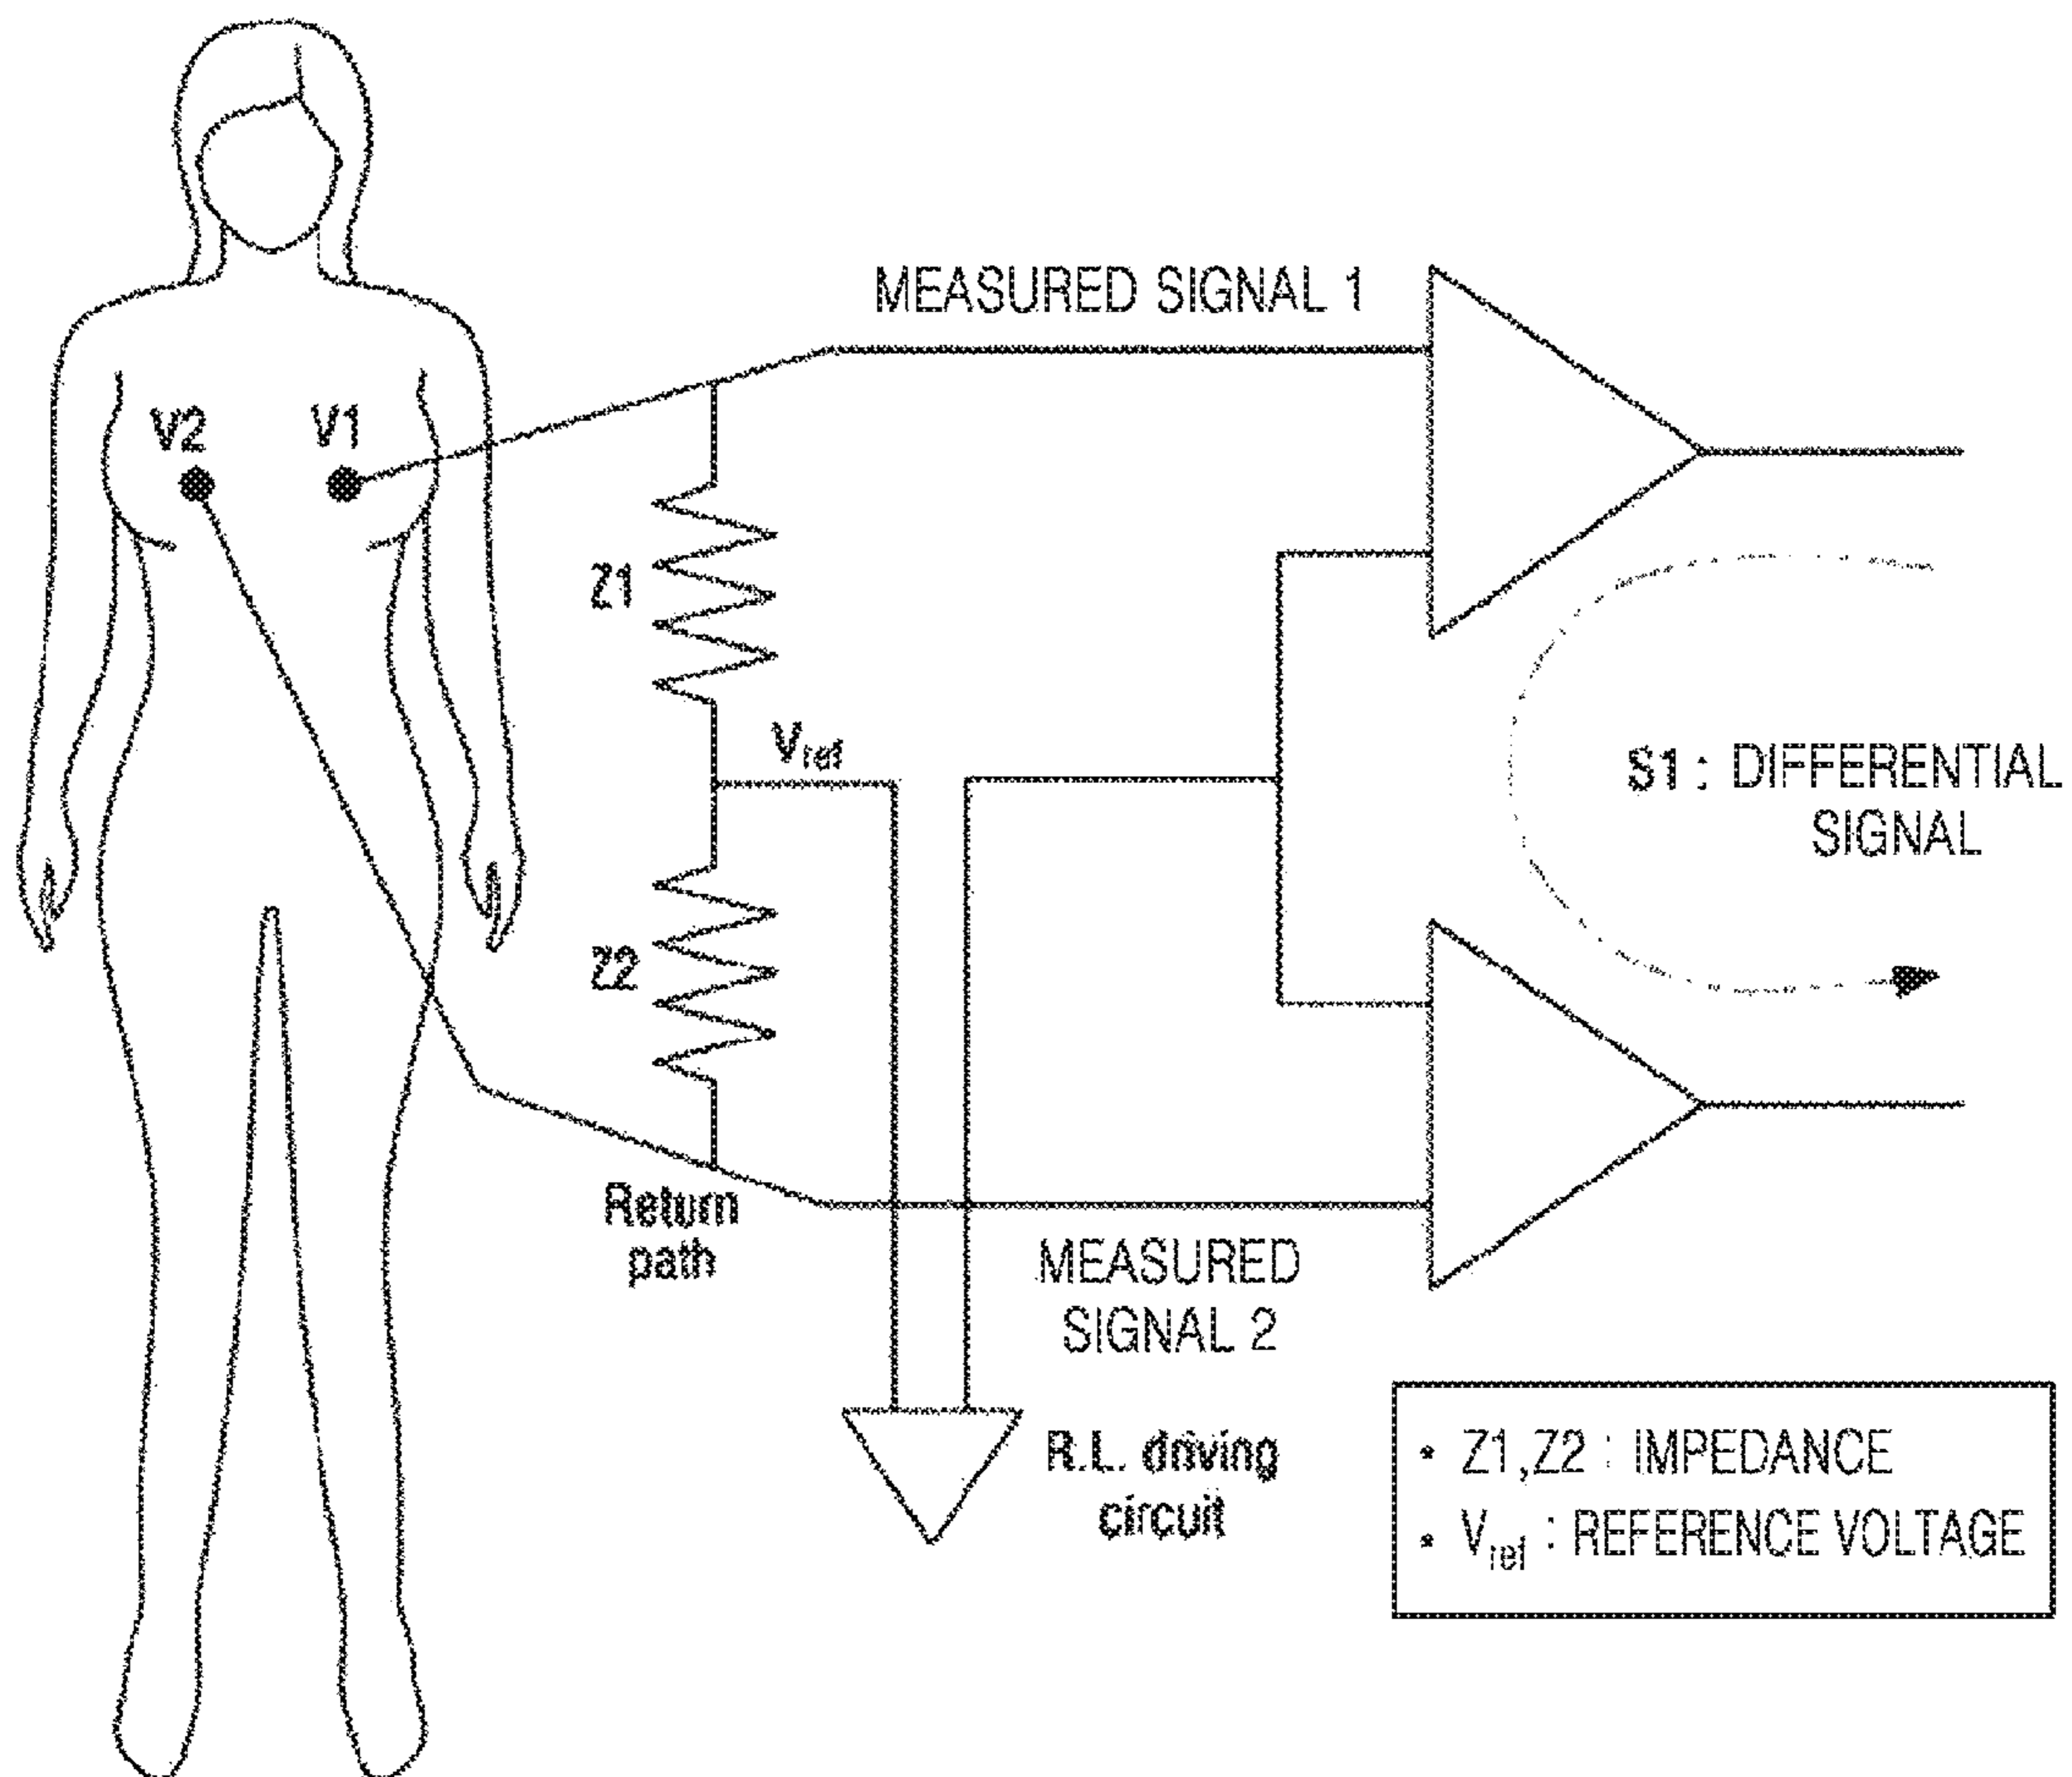 MEASURED SIGNAL 1
V2
V1
Z1
Vref
S1 : DIFFERENTIAL
SIGNAL
Z2
Return
path
MEASURED
SIGNAL 2
R.L. driving
circuit
* Z1,Z2 : IMPEDANCE
* Vref : REFERENCE VOLTAGE